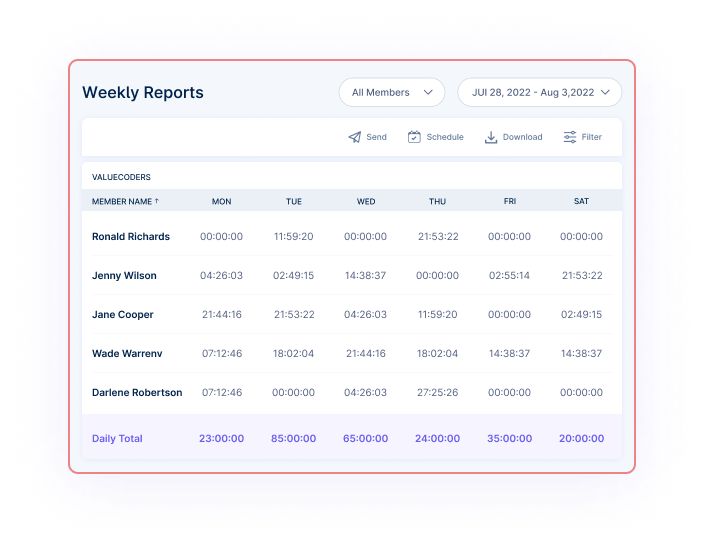 Weekly Reports All Members JUl 28, 2022 - Aug 3,2022
Send Schedule Download Filter
VALUECODERS
MEMBER NAME ↑ MON TUE WED THU FRI SAT
Ronald Richards 00:00:00 11:59:20 00:00:00 21:53:22 00:00:00 00:00:00
Jenny Wilson 04:26:03 02:49:15 14:38:37 00:00:00 02:55:14 21:53:22
Jane Cooper 21:44:16 21:53:22 04:26:03 11:59:20 00:00:00 02:49:15
Wade Warrenv 07:12:46 18:02:04 21:44:16 18:02:04 14:38:37 14:38:37
Darlene Robertson 07:12:46 00:00:00 04:26:03 27:25:26 00:00:00 00:00:00
Daily Total 23:00:00 85:00:00 65:00:00 24:00:00 35:00:00 20:00:00